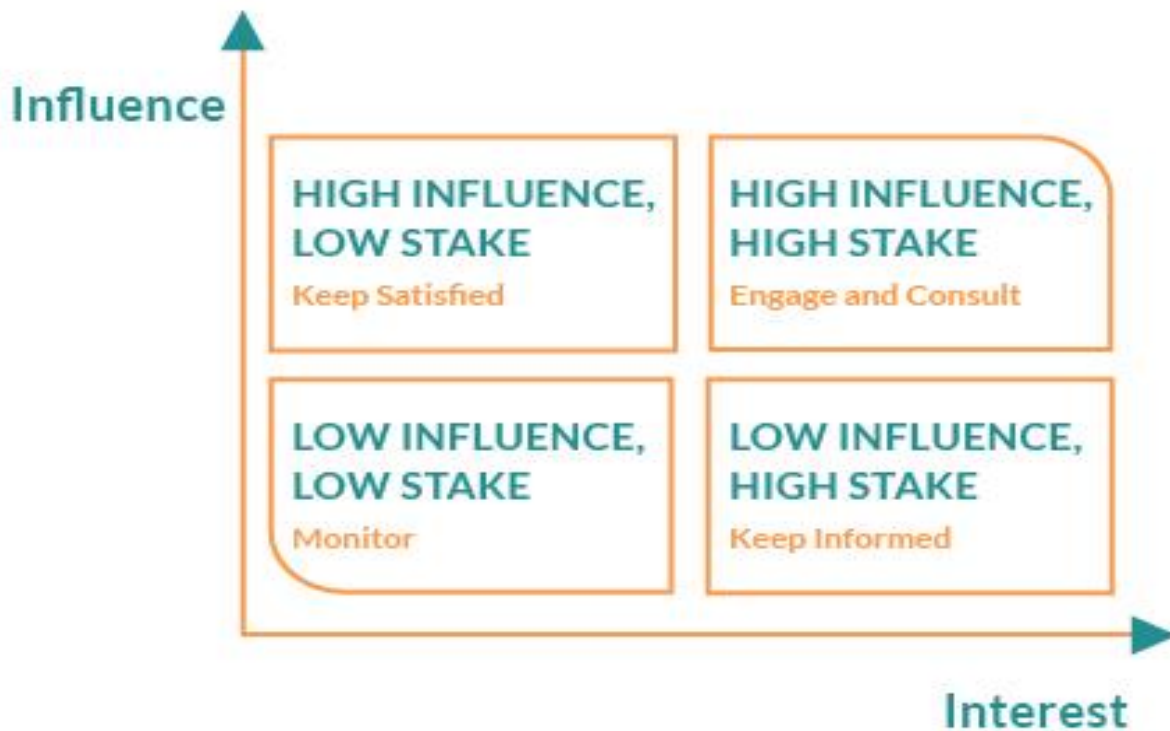 Influence
HIGH INFLUENCE,
LOW STAKE
Keep Satisfied
HIGH INFLUENCE,
HIGH STAKE
Engage and Consult
LOW INFLUENCE,
LOW STAKE
Monitor
LOW INFLUENCE,
HIGH STAKE
Keep Informed
Interest